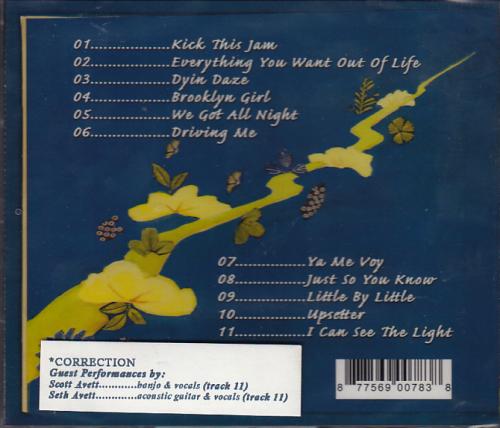 01..................Kick This Jam
02..................Everything You Want Out Of Life
03..................Dyin Daze
04..................Brooklyn Girl
05..................We Got All Night
06..................Driving Me
07................Ya Me Voy
08................Just So You Know
09................Little By Little
10................Upsetter
11................I Can See The Light
*CORRECTION
Guest Performances by:
Scott Avett............banjo & vocals (track 11)
Seth Avett.............acoustic guitar & vocals (track 11)
8 77569 00783 8